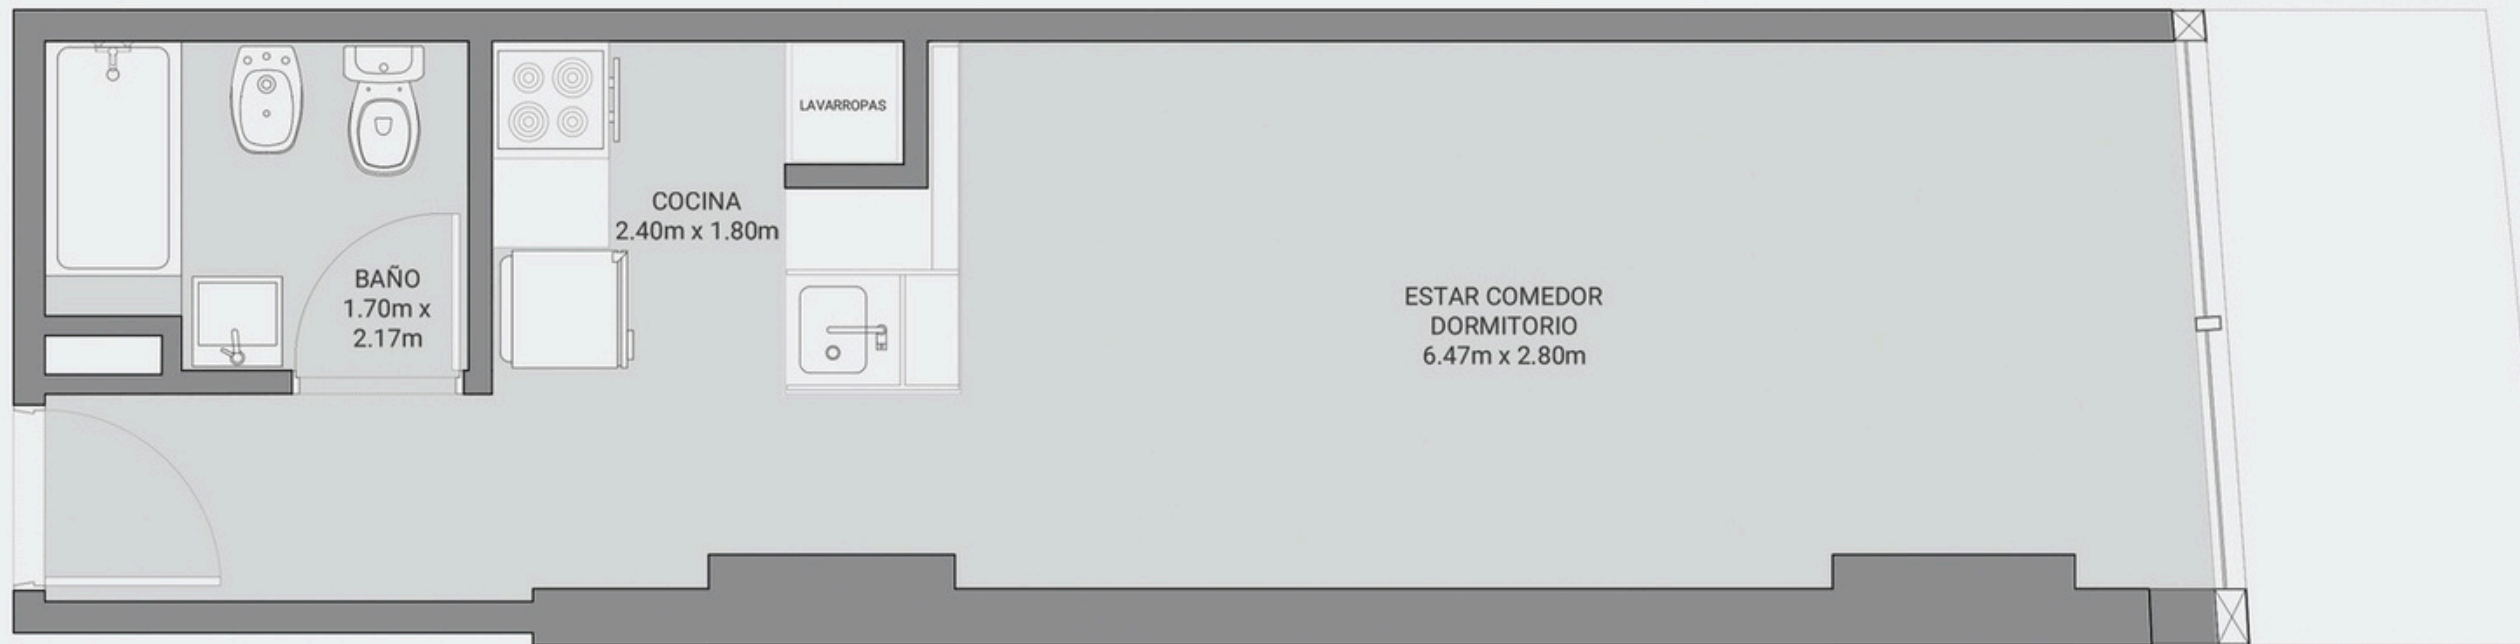 BAÑO
1.70m x
2.17m
COCINA
2.40m x 1.80m
LAVARROPAS
ESTAR COMEDOR
DORMITORIO
6.47m x 2.80m